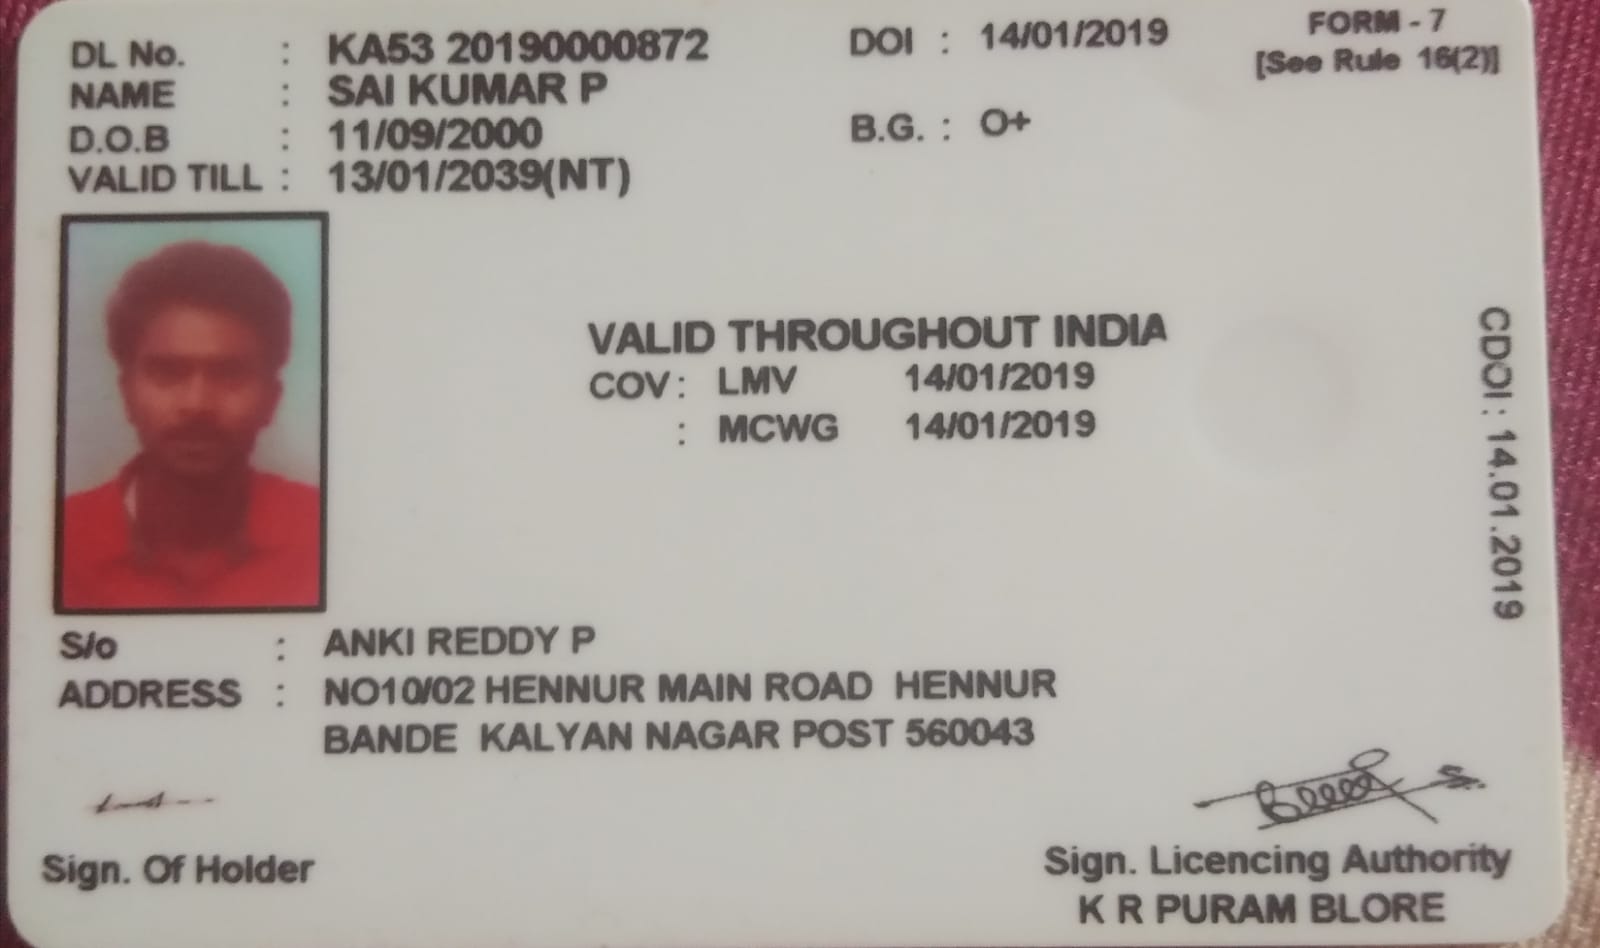 DL No. : KA53 20190000872 DOI : 14/01/2019 FORM - 7
[See Rule 16(2)]
NAME : SAI KUMAR P
D.O.B : 11/09/2000 B.G. : O+
VALID TILL : 13/01/2039(NT)
VALID THROUGHOUT INDIA
COV : LMV 14/01/2019
: MCWG 14/01/2019
CDOI : 14.01.2019
S/o : ANKI REDDY P
ADDRESS : NO10/02 HENNUR MAIN ROAD HENNUR
BANDE KALYAN NAGAR POST 560043
Sign. Of Holder
Sign. Licencing Authority
K R PURAM BLORE